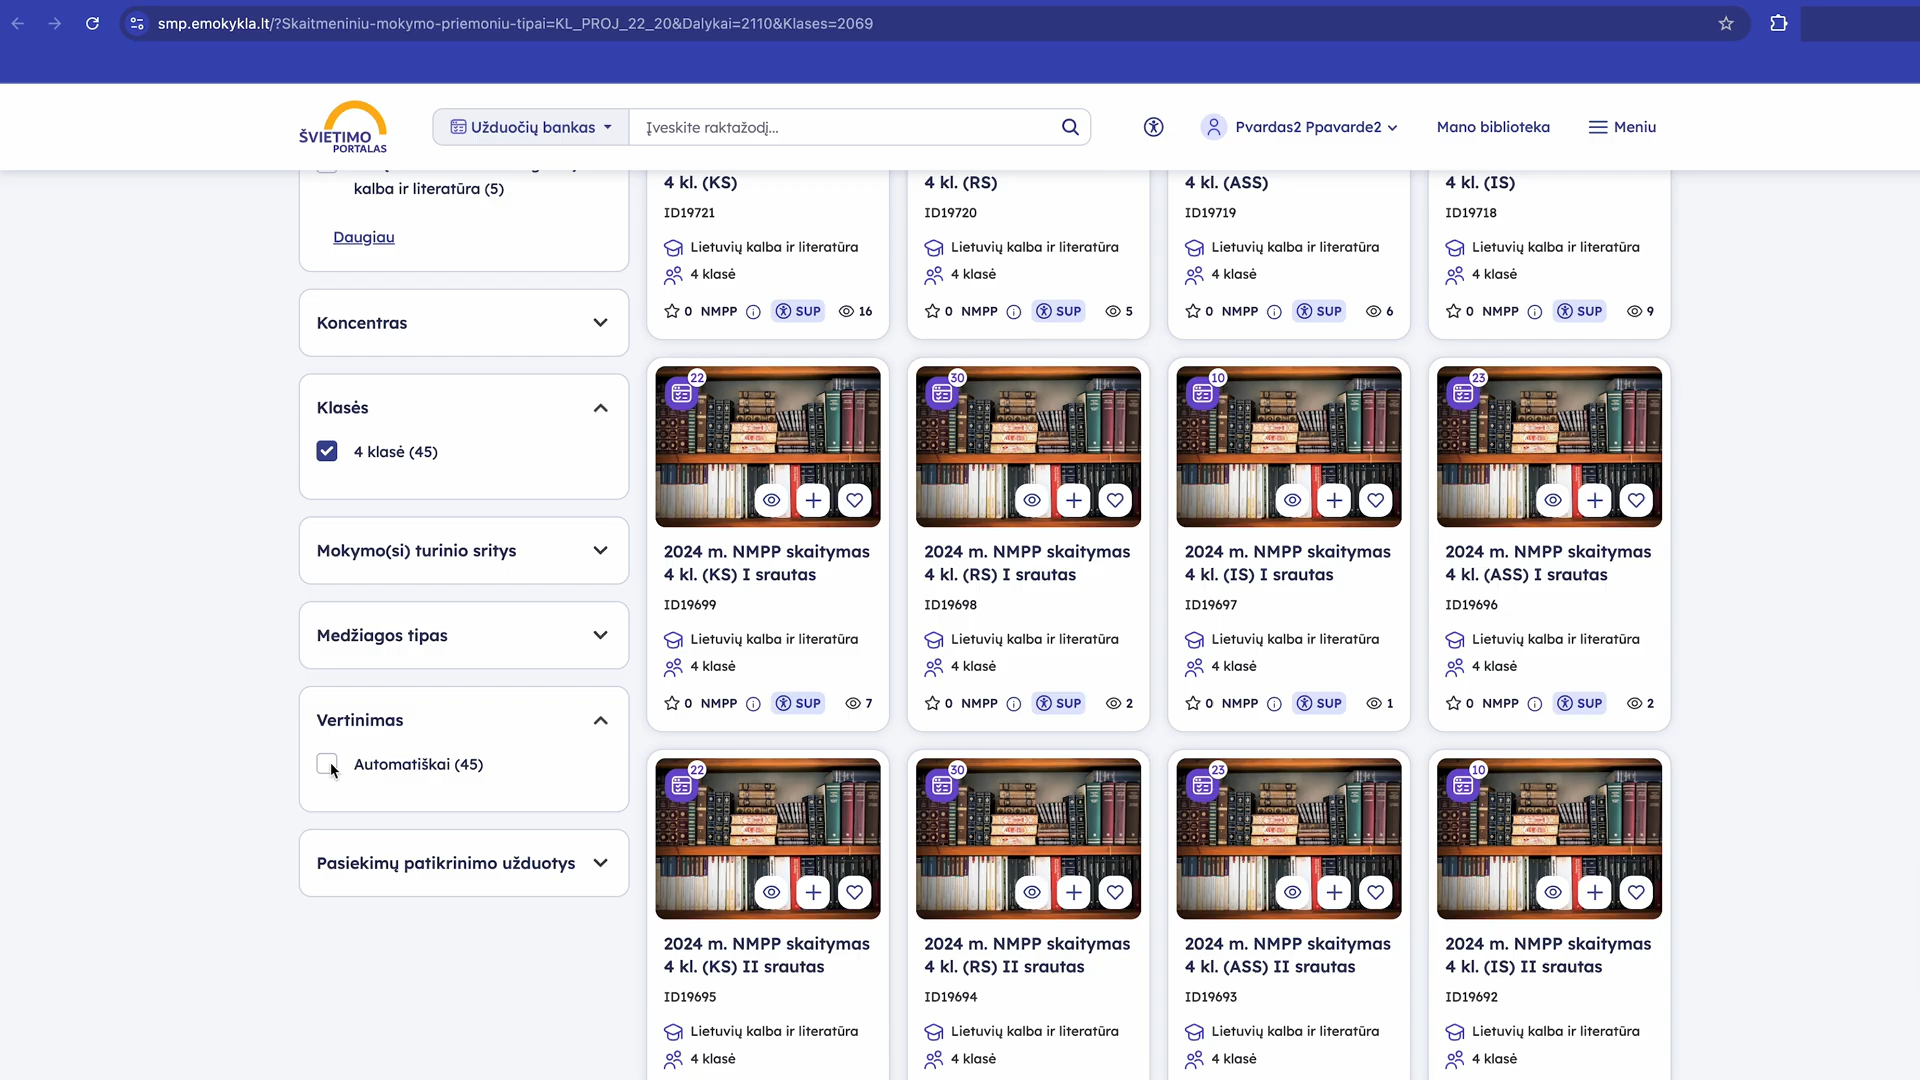 smp.emokykla.lt/?Skaitmeniniu-mokymo-priemoniu-tipai=KL_PROJ_22_20&Dalykai=2110&Klases=2069
ŠVIETIMO
PORTALAS
Užduočių bankas
Įveskite raktažodį...
Pvardas2 Ppavarde2
Mano biblioteka
Meniu
kalba ir literatūra (5)
Daugiau
Koncentras
Klasės
4 klasė (45)
Mokymo(si) turinio sritys
Medžiagos tipas
Vertinimas
Automatiškai (45)
Pasiekimų patikrinimo užduotys
4 kl. (KS)
ID19721
Lietuvių kalba ir literatūra
4 klasė
0 NMPP SUP 16
4 kl. (RS)
ID19720
Lietuvių kalba ir literatūra
4 klasė
0 NMPP SUP 5
4 kl. (ASS)
ID19719
Lietuvių kalba ir literatūra
4 klasė
0 NMPP SUP 6
4 kl. (IS)
ID19718
Lietuvių kalba ir literatūra
4 klasė
0 NMPP SUP 9
22
2024 m. NMPP skaitymas
4 kl. (KS) I srautas
ID19699
Lietuvių kalba ir literatūra
4 klasė
0 NMPP SUP 7
30
2024 m. NMPP skaitymas
4 kl. (RS) I srautas
ID19698
Lietuvių kalba ir literatūra
4 klasė
0 NMPP SUP 2
10
2024 m. NMPP skaitymas
4 kl. (IS) I srautas
ID19697
Lietuvių kalba ir literatūra
4 klasė
0 NMPP SUP 1
23
2024 m. NMPP skaitymas
4 kl. (ASS) I srautas
ID19696
Lietuvių kalba ir literatūra
4 klasė
0 NMPP SUP 2
22
2024 m. NMPP skaitymas
4 kl. (KS) II srautas
ID19695
Lietuvių kalba ir literatūra
4 klasė
30
2024 m. NMPP skaitymas
4 kl. (RS) II srautas
ID19694
Lietuvių kalba ir literatūra
4 klasė
23
2024 m. NMPP skaitymas
4 kl. (ASS) II srautas
ID19693
Lietuvių kalba ir literatūra
4 klasė
10
2024 m. NMPP skaitymas
4 kl. (IS) II srautas
ID19692
Lietuvių kalba ir literatūra
4 klasė